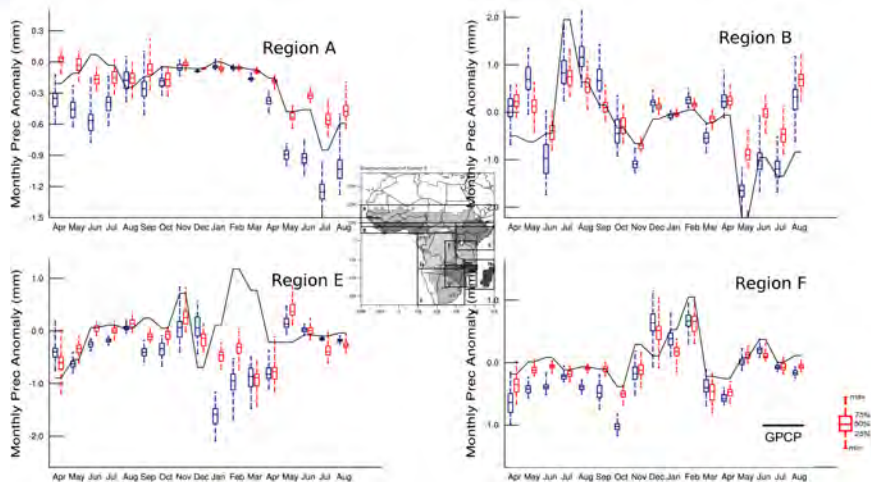 Region A
Monthly Prec Anomaly (mm)
0.3
0.0
-0.3
-0.6
-0.9
-1.2
-1.5
Apr May Jun Jul Aug Sep Oct Nov Dec Jan Feb Mar Apr May Jun Jul Aug
Region B
Monthly Prec Anomaly (mm)
2.0
1.0
0.0
-1.0
-2.0
Apr May Jun Jul Aug Sep Oct Nov Dec Jan Feb Mar Apr May Jun Jul Aug
Region E
Monthly Prec Anomaly (mm)
1.0
0.0
-1.0
-2.0
Apr May Jun Jul Aug Sep Oct Nov Dec Jan Feb Mar Apr May Jun Jul Aug
Region F
Monthly Prec Anomaly (mm)
1.0
0.0
-1.0
Apr May Jun Jul Aug Sep Oct Nov Dec Jan Feb Mar Apr May Jun Jul Aug
GPCP
max
75%
50%
25%
min